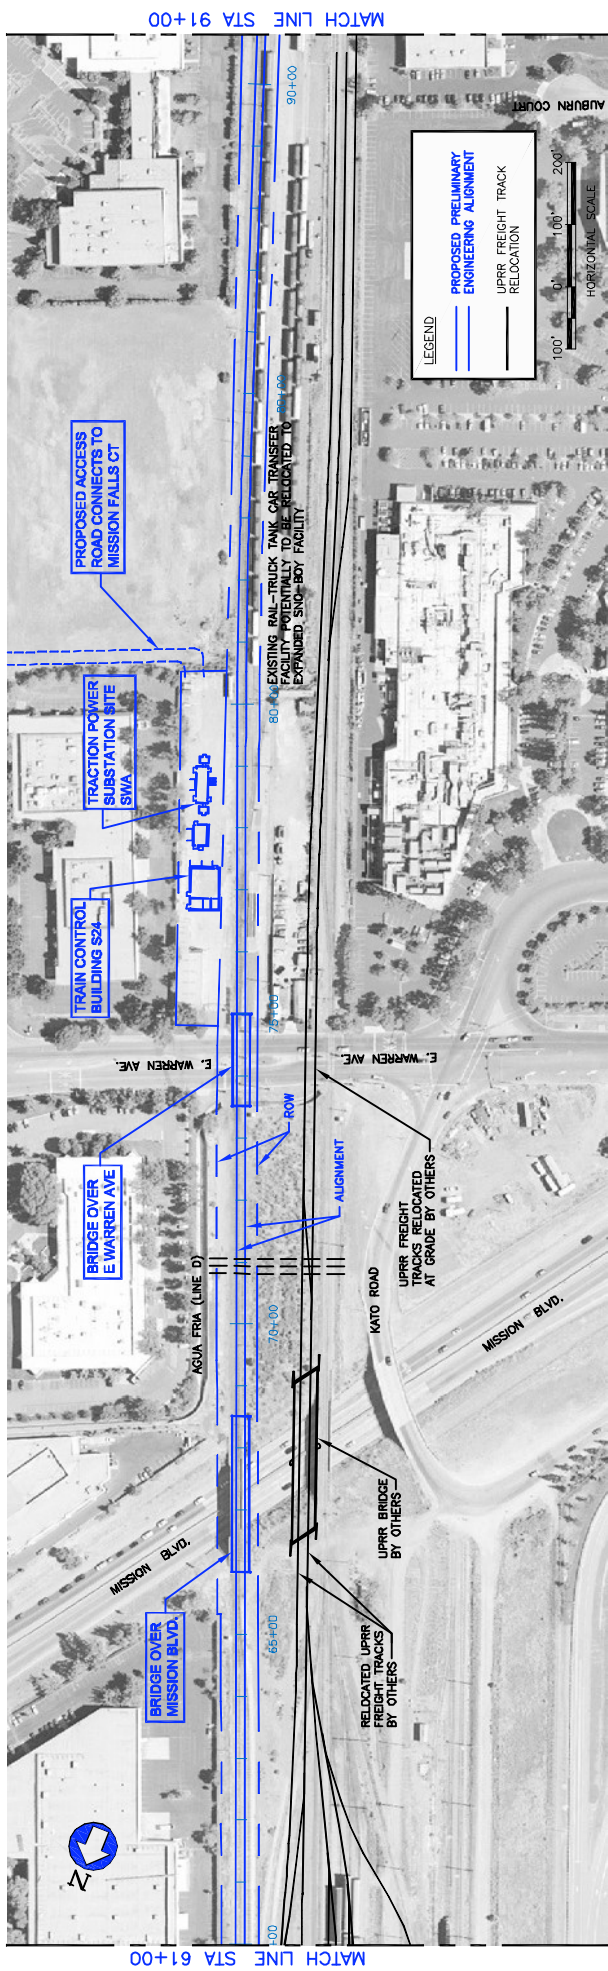 MATCH LINE STA 91+00
90+00
AUBURN COURT
LEGEND
PROPOSED PRELIMINARY
ENGINEERING ALIGNMENT
UPRR FREIGHT TRACK
RELOCATION
100' 0' 100' 200'
HORIZONTAL SCALE
PROPOSED ACCESS
ROAD CONNECTS TO
MISSION FALLS CT
EXISTING RAIL-TRUCK TANK CAR TRANSFER
FACILITY POTENTIALLY TO BE RELOCATED TO
EXPANDED SNO-BOY FACILITY
80+00
TRACTION POWER
SUBSTATION SITE
SWA
TRAIN CONTROL
BUILDING S24
75+00
E. WARREN AVE.
E. WARREN AVE.
BRIDGE OVER
E WARREN AVE
ROW
ALIGNMENT
AGUA FRIA (LINE D)
UPRR FREIGHT
TRACKS RELOCATED
AT GRADE BY OTHERS
KATO ROAD
MISSION BLVD.
70+00
UPRR BRIDGE
BY OTHERS
MISSION BLVD.
BRIDGE OVER
MISSION BLVD.
65+00
RELOCATED UPRR
FREIGHT TRACKS
BY OTHERS
N
+00
MATCH LINE STA 61+00